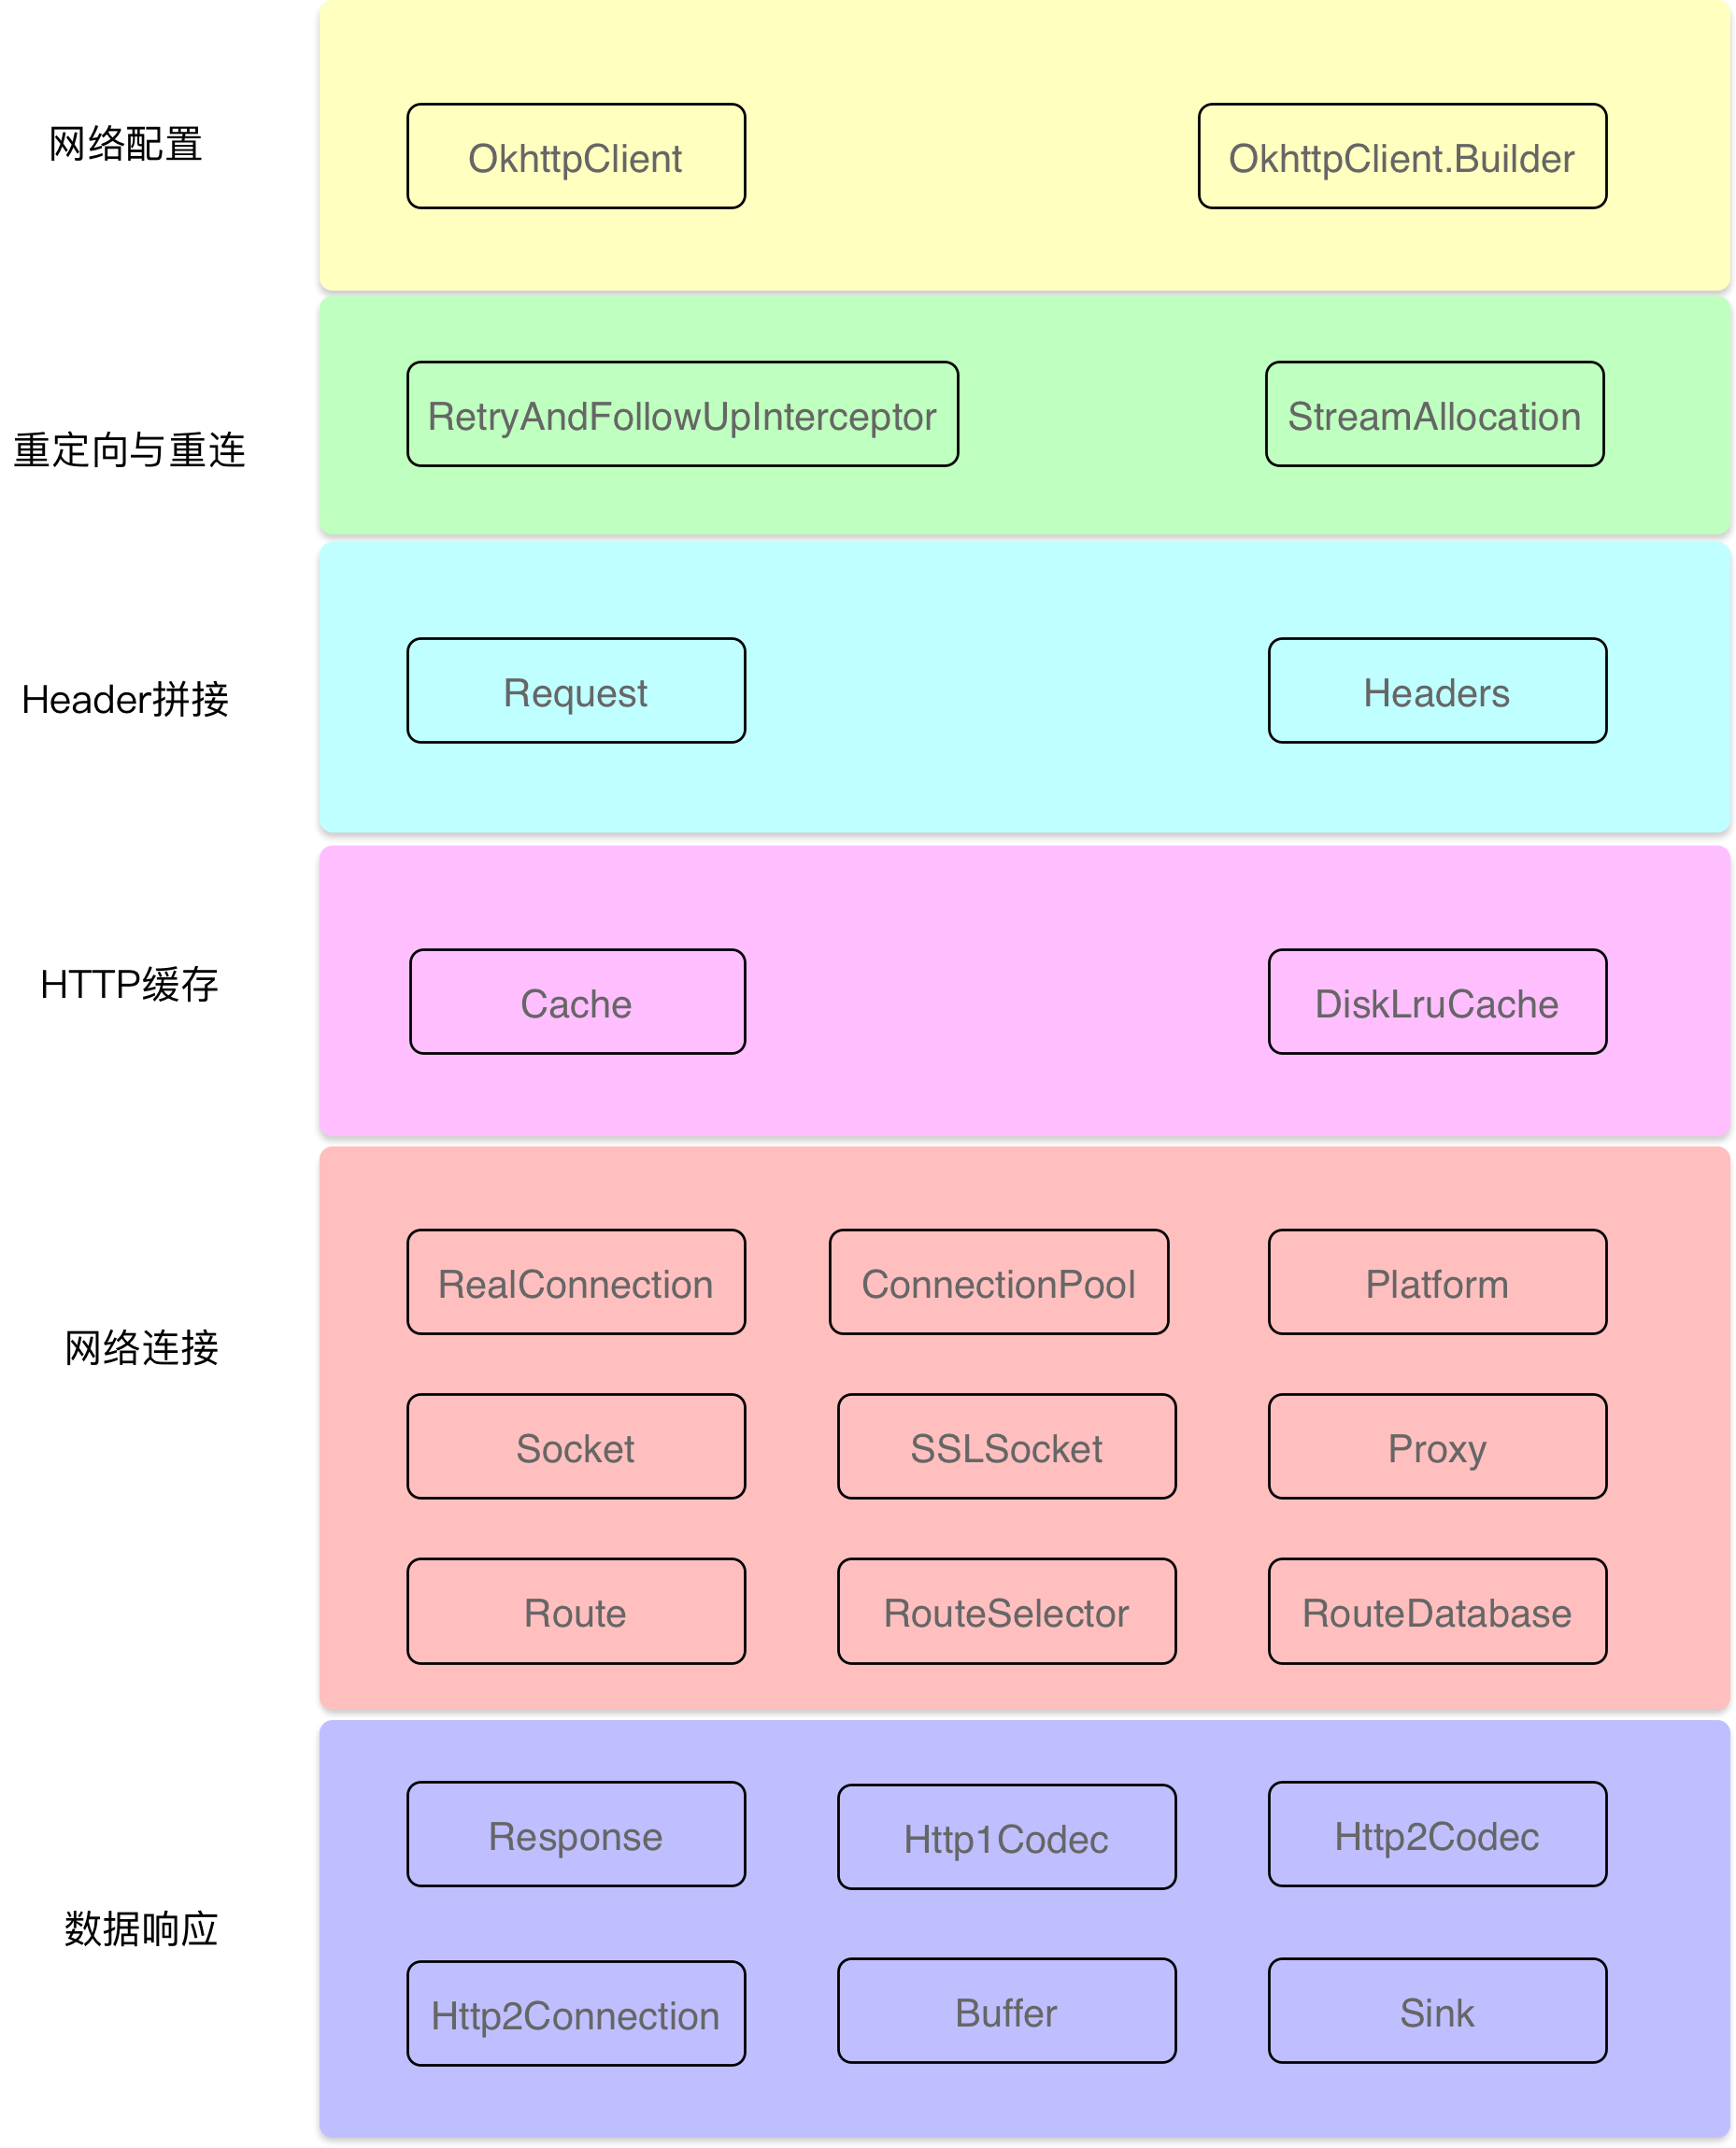 网络配置
OkhttpClient
OkhttpClient.Builder
重定向与重连
RetryAndFollowUpInterceptor
StreamAllocation
Header拼接
Request
Headers
HTTP缓存
Cache
DiskLruCache
网络连接
RealConnection
ConnectionPool
Platform
Socket
SSLSocket
Proxy
Route
RouteSelector
RouteDatabase
数据响应
Response
Http1Codec
Http2Codec
Http2Connection
Buffer
Sink